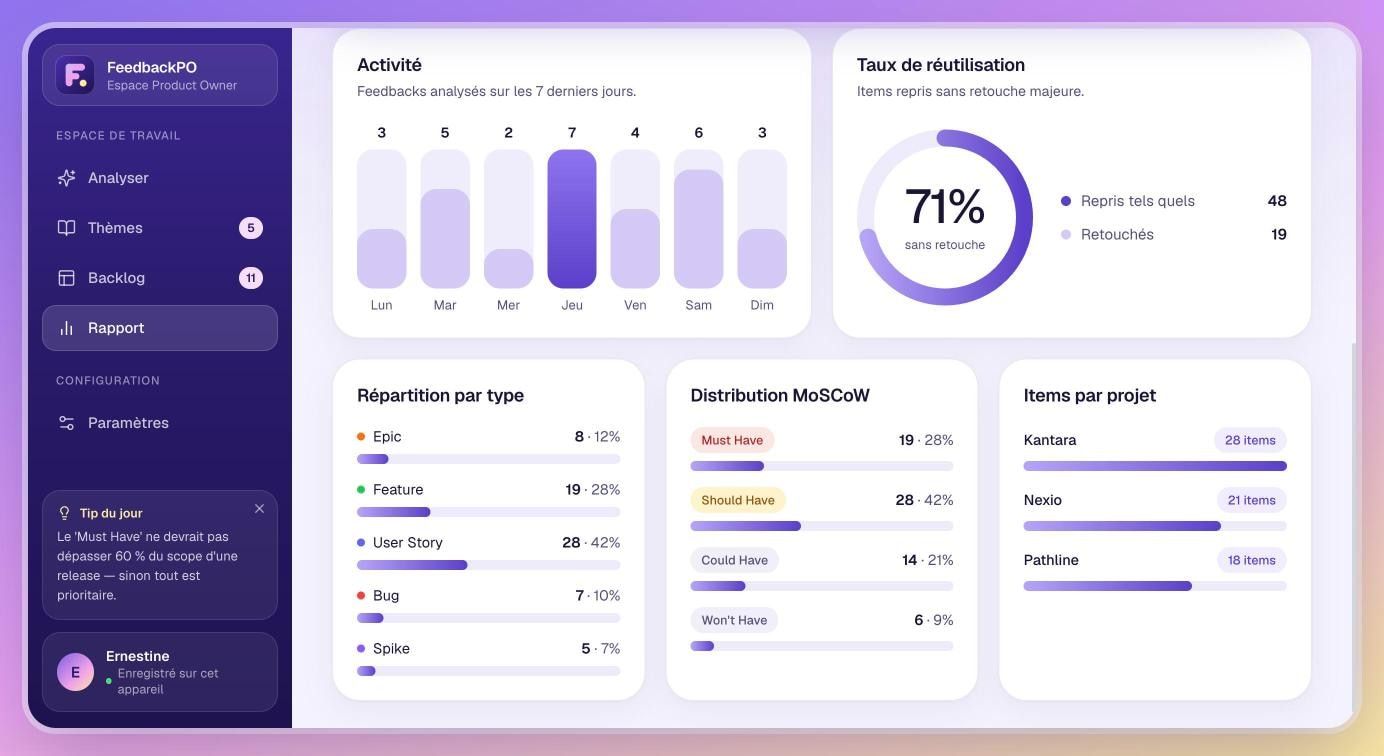 FeedbackPO
Espace Product Owner
ESPACE DE TRAVAIL
Analyser
Thèmes 5
Backlog 11
Rapport
CONFIGURATION
Paramètres
Tip du jour
Le 'Must Have' ne devrait pas
dépasser 60 % du scope d'une
release — sinon tout est
prioritaire.
E
Ernestine
Enregistré sur cet
appareil
Activité
Feedbacks analysés sur les 7 derniers jours.
3 5 2 7 4 6 3
Lun Mar Mer Jeu Ven Sam Dim
Taux de réutilisation
Items repris sans retouche majeure.
71%
sans retouche
Repris tels quels 48
Retouchés 19
Répartition par type
Epic 8 · 12%
Feature 19 · 28%
User Story 28 · 42%
Bug 7 · 10%
Spike 5 · 7%
Distribution MoSCoW
Must Have 19 · 28%
Should Have 28 · 42%
Could Have 14 · 21%
Won't Have 6 · 9%
Items par projet
Kantara 28 items
Nexio 21 items
Pathline 18 items